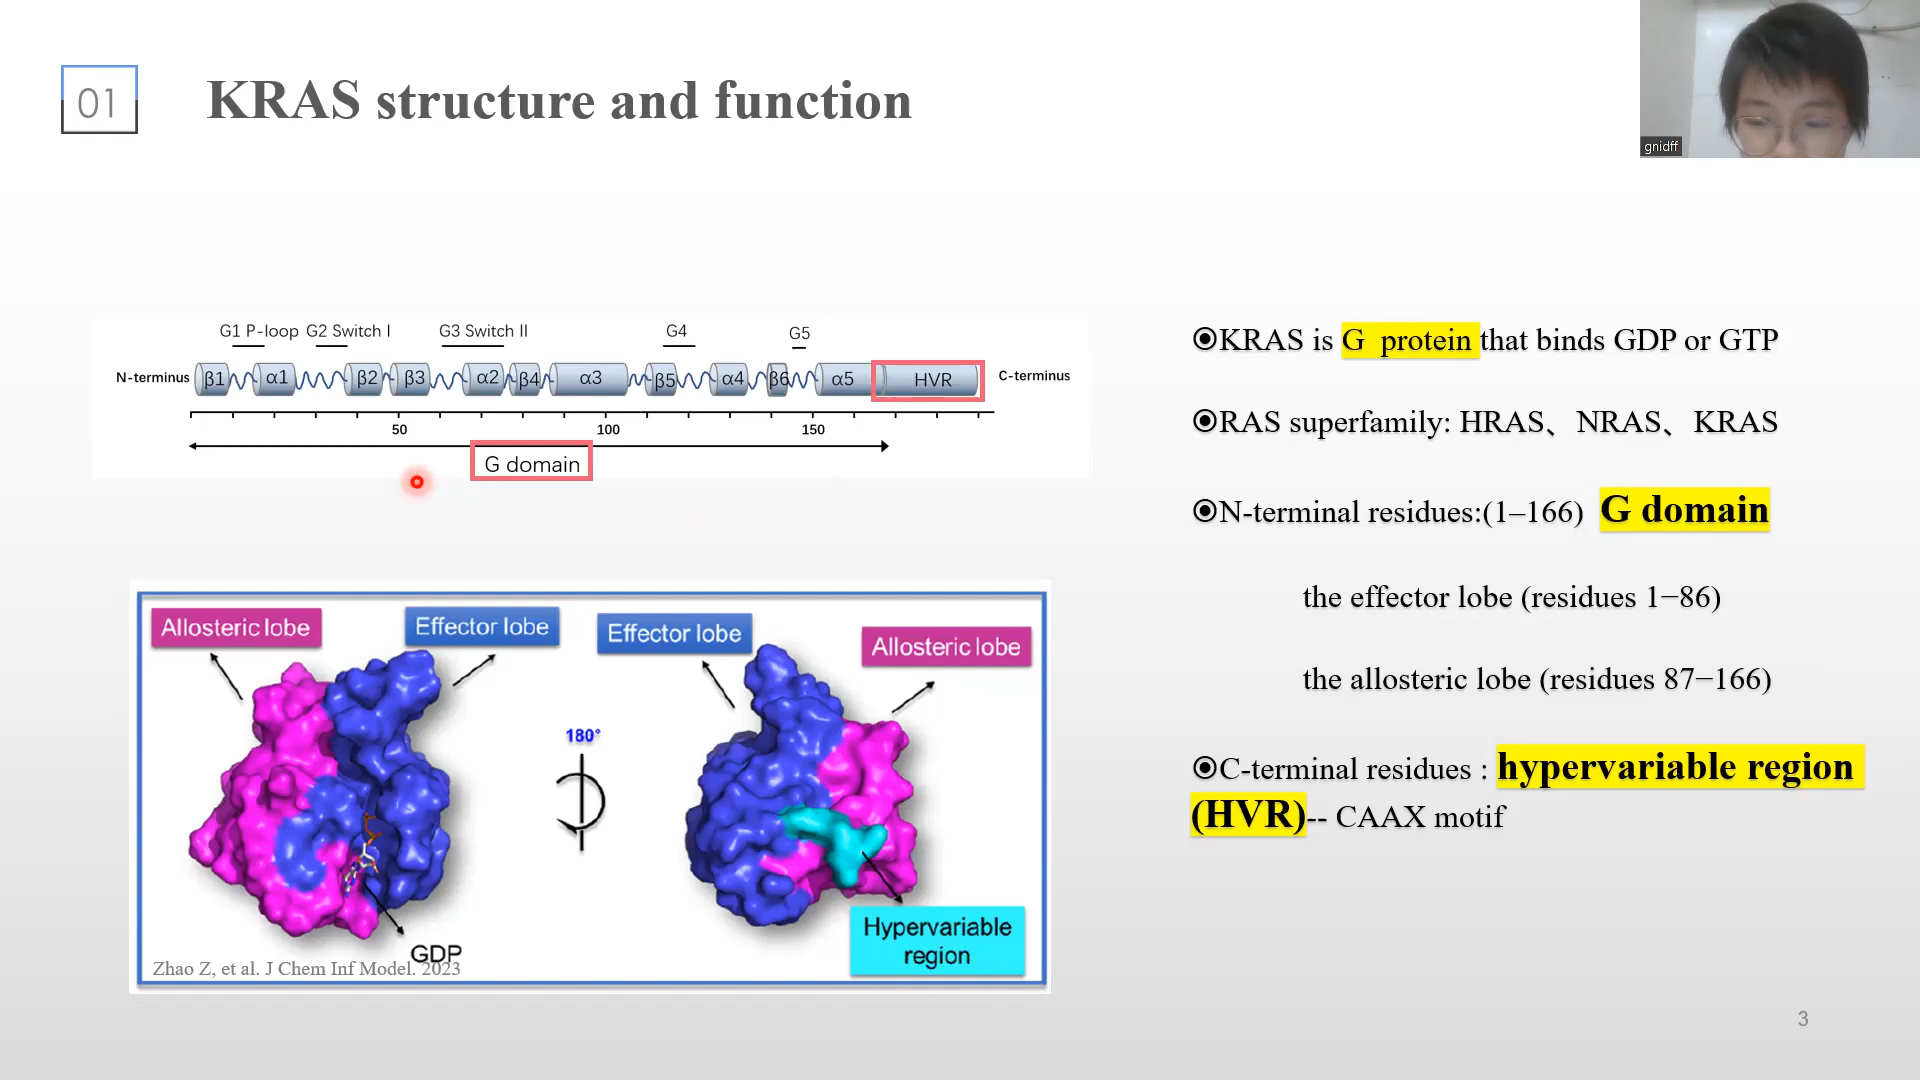 01
KRAS structure and function
gnidff
G1 P-loop G2 Switch I G3 Switch II G4 G5
N-terminus β1 α1 β2 β3 α2 β4 α3 β5 α4 β6 α5 HVR C-terminus
50 100 150
G domain
Allosteric lobe Effector lobe Effector lobe Allosteric lobe
180°
GDP
Hypervariable
region
Zhao Z, et al. J Chem Inf Model. 2023
KRAS is G protein that binds GDP or GTP
RAS superfamily: HRAS、NRAS、KRAS
N-terminal residues:(1–166) G domain
the effector lobe (residues 1−86)
the allosteric lobe (residues 87−166)
C-terminal residues : hypervariable region
(HVR)-- CAAX motif
3